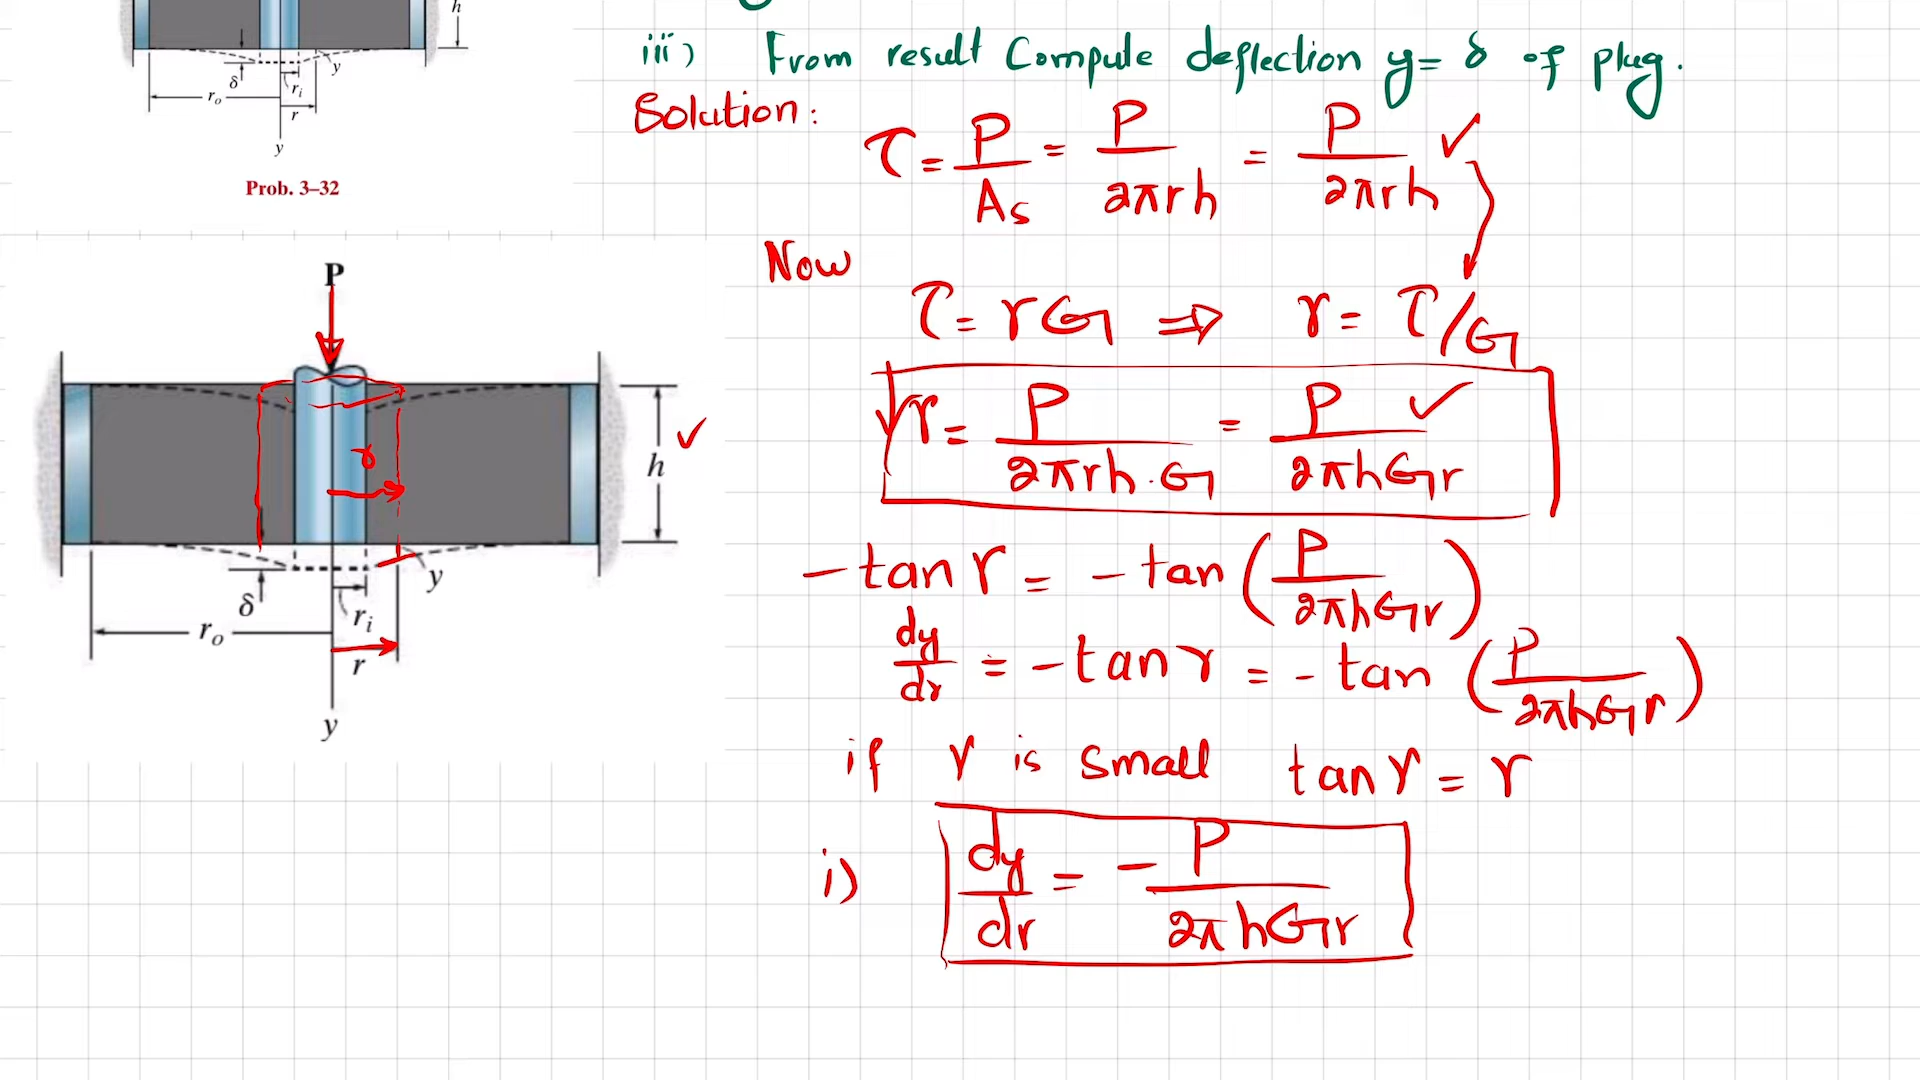 h
δ
y
r_i
r_o
r
y
Prob. 3–32
iii) From result Compute deflection y = δ of plug.
Solution:
τ = P/A_s = P/2πrh = P/2πrh ✓
Now
τ = γG ⇒ γ = τ/G
γ = P/2πrh·G = P/2πhGr ✓
-tan γ = -tan (P/2πhGr)
dy/dr = -tan γ = -tan (P/2πhGr)
if γ is small tan γ = γ
i) dy/dr = -P/2πhGr
P
h ✓
r
y
δ
r_i
r_o
r
y